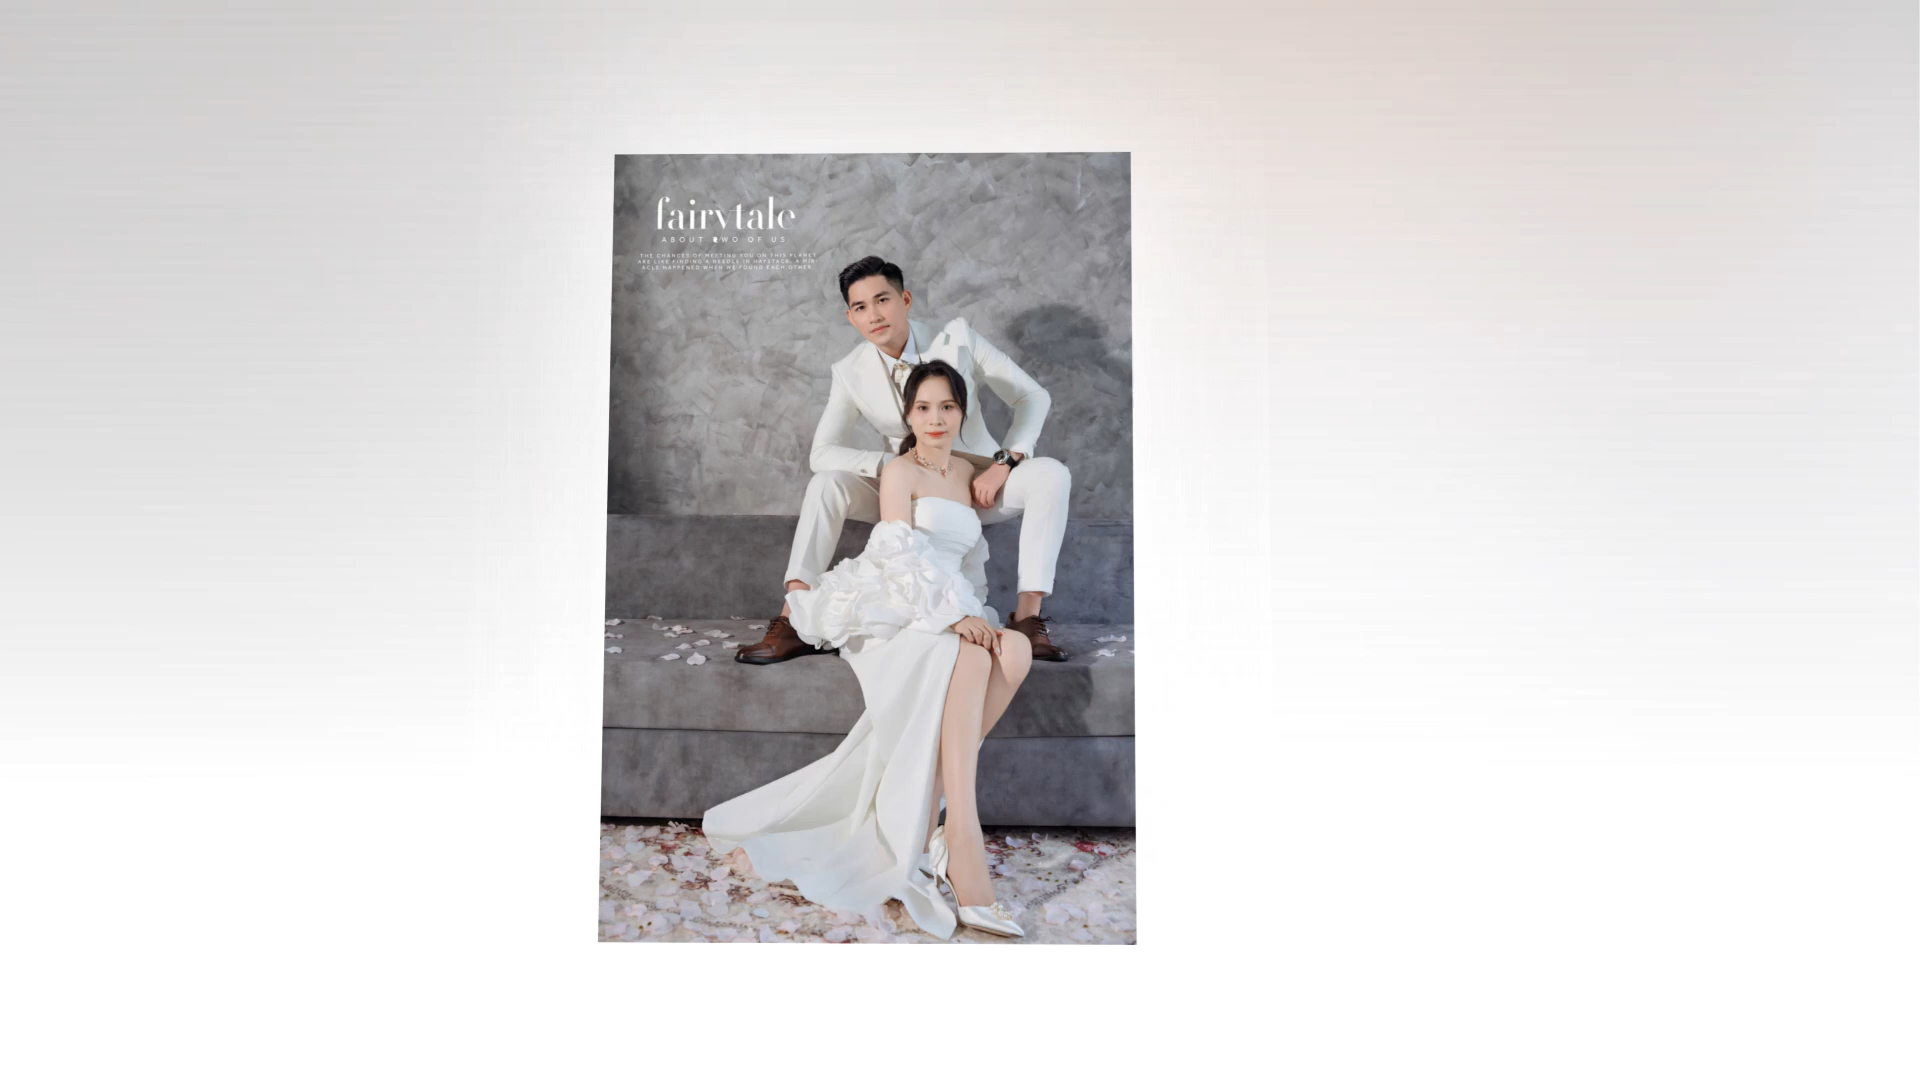 fairytale
ABOUT TWO OF US
THE CHANCES OF MEETING YOU ON THIS PLANET
ARE LIKE FINDING A NEEDLE IN HAYSTACK. A MIR-
ACLE HAPPENED WHEN WE FOUND EACH OTHER